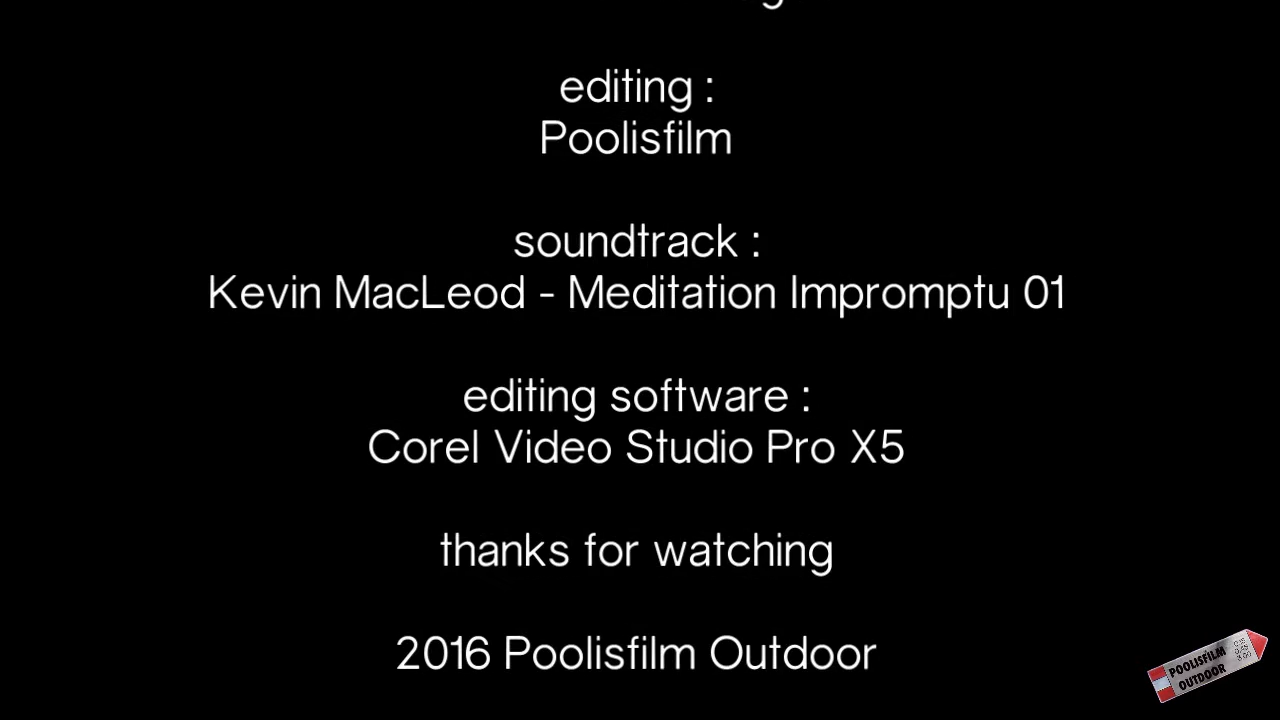 editing :
Poolisfilm
soundtrack :
Kevin MacLeod - Meditation Impromptu 01
editing software :
Corel Video Studio Pro X5
thanks for watching
2016 Poolisfilm Outdoor
POOLISFILM
OUTDOOR